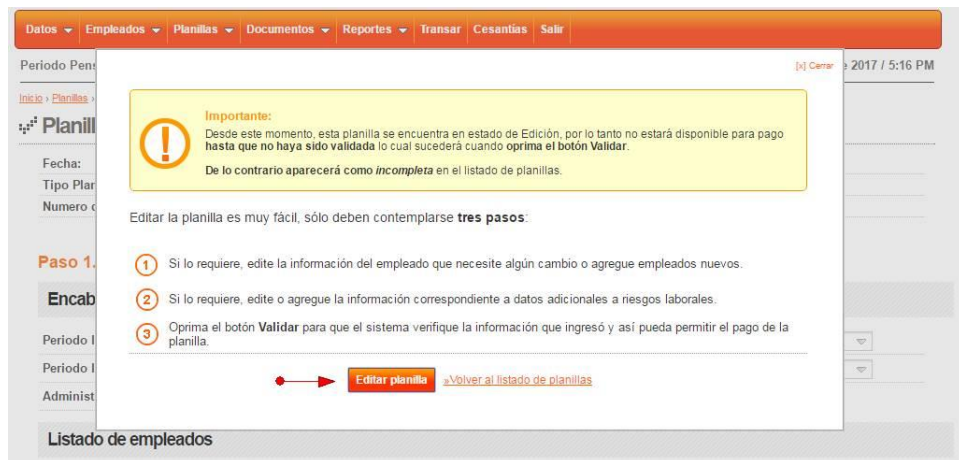 Datos Empleados Planillas Documentos Reportes Transar Cesantías Salir
Periodo Pens
[x] Cerrar
e 2017 / 5:16 PM
Inicio › Planillas ›
Planill
Importante:
Desde este momento, esta planilla se encuentra en estado de Edición, por lo tanto no estará disponible para pago
hasta que no haya sido validada lo cual sucederá cuando oprima el botón Validar.
De lo contrario aparecerá como incompleta en el listado de planillas.
Fecha:
Tipo Plan
Numero d
Editar la planilla es muy fácil, sólo deben contemplarse tres pasos:
Paso 1.
1 Si lo requiere, edite la información del empleado que necesite algún cambio o agregue empleados nuevos.
Encab
2 Si lo requiere, edite o agregue la información correspondiente a datos adicionales a riesgos laborales.
3 Oprima el botón Validar para que el sistema verifique la información que ingresó y así pueda permitir el pago de la
planilla.
Periodo I
Periodo I
Editar planilla »Volver al listado de planillas
Administ
Listado de empleados